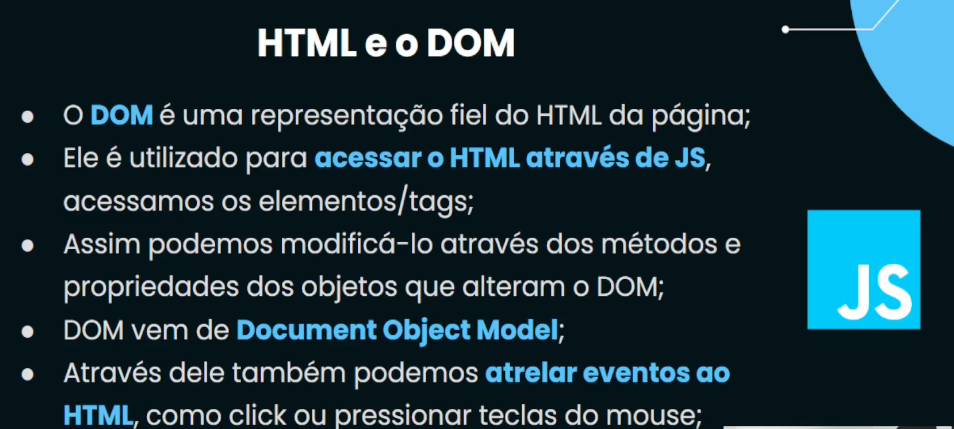 HTML e o DOM
● O DOM é uma representação fiel do HTML da página;
● Ele é utilizado para acessar o HTML através de JS,
acessamos os elementos/tags;
● Assim podemos modificá-lo através dos métodos e
propriedades dos objetos que alteram o DOM;
● DOM vem de Document Object Model;
● Através dele também podemos atrelar eventos ao
HTML, como click ou pressionar teclas do mouse;
JS